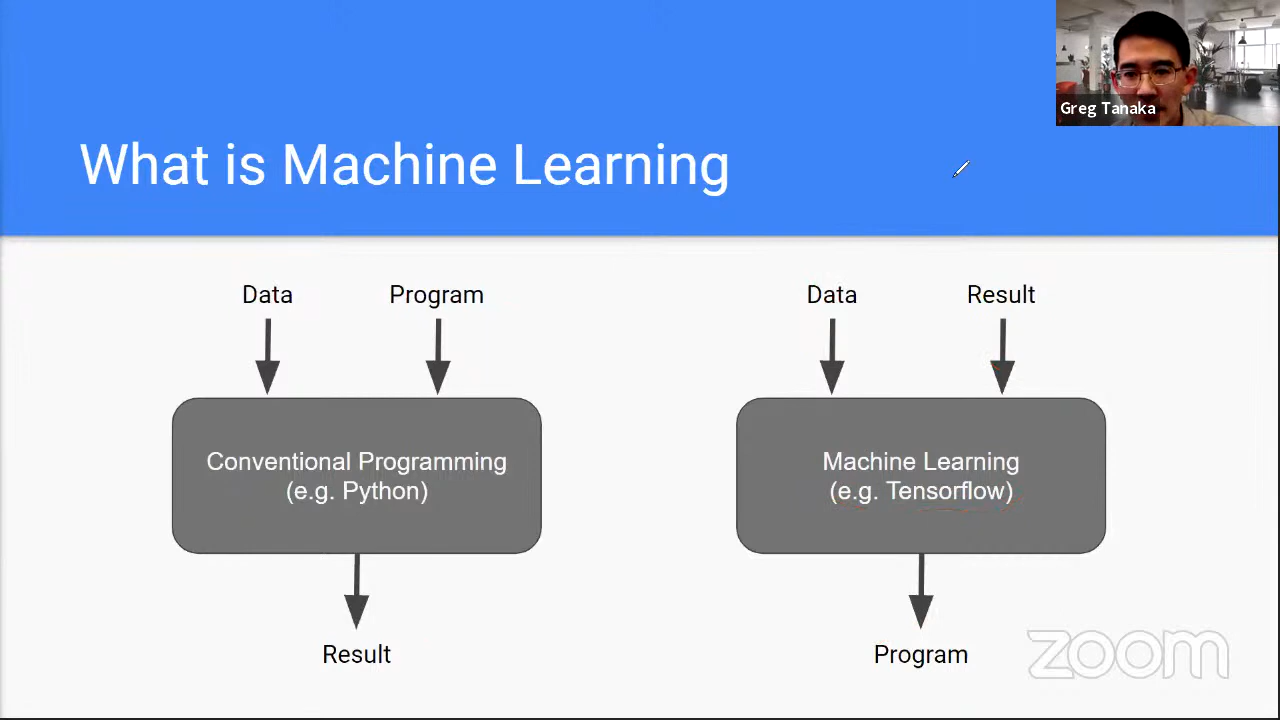 Greg Tanaka
What is Machine Learning
Data
Program
Data
Result
Conventional Programming
(e.g. Python)
Machine Learning
(e.g. Tensorflow)
Result
Program
zoom